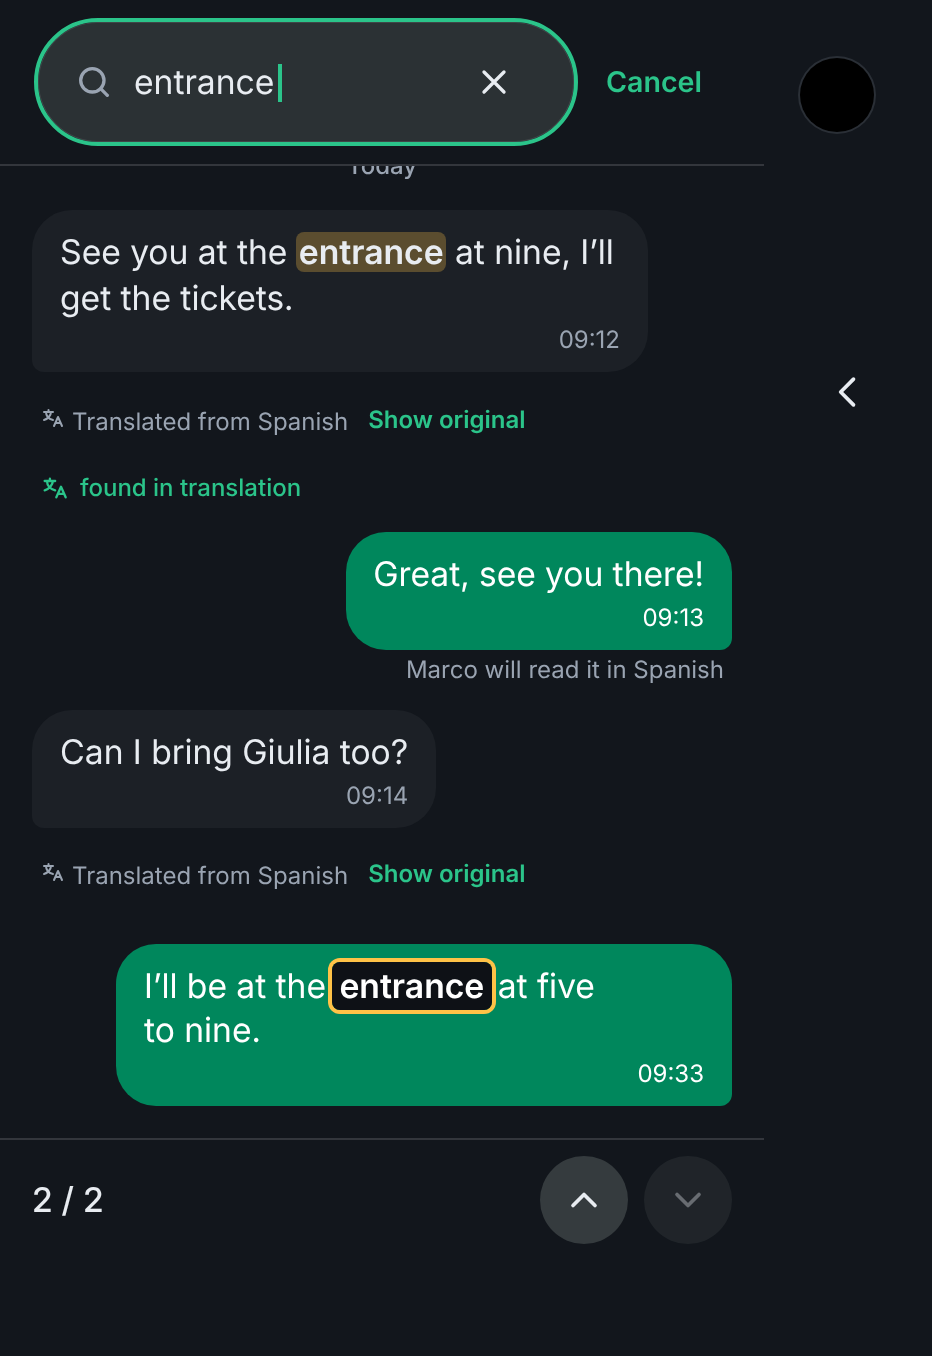 entrance
Cancel
Today
See you at the entrance at nine, I’ll
get the tickets.
09:12
Translated from Spanish Show original
found in translation
Great, see you there!
09:13
Marco will read it in Spanish
Can I bring Giulia too?
09:14
Translated from Spanish Show original
I’ll be at the entrance at five
to nine.
09:33
2 / 2